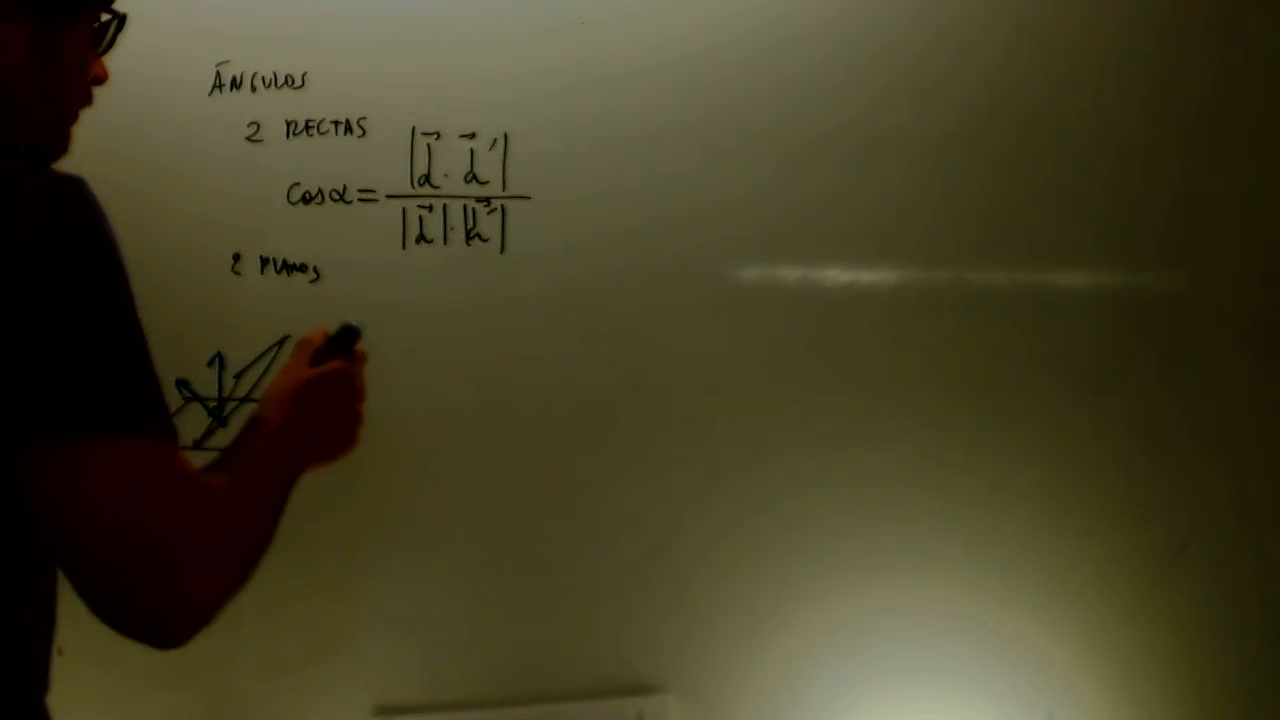 ÁNGULOS
2 RECTAS
cos α = |d⃗ · d⃗'| / |d⃗| · |d⃗'|
2 PLANOS